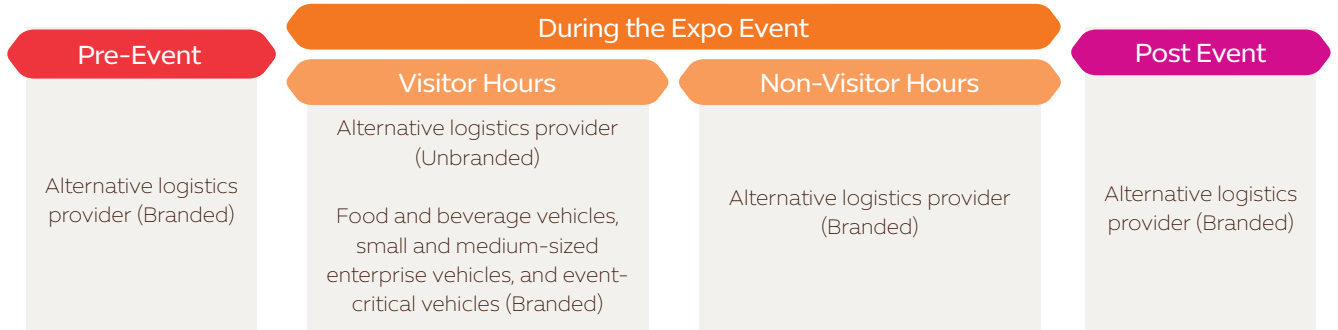 Pre-Event
Alternative logistics
provider (Branded)
During the Expo Event
Visitor Hours
Alternative logistics provider
(Unbranded)
Food and beverage vehicles,
small and medium-sized
enterprise vehicles, and event-
critical vehicles (Branded)
Non-Visitor Hours
Alternative logistics provider
(Branded)
Post Event
Alternative logistics
provider (Branded)